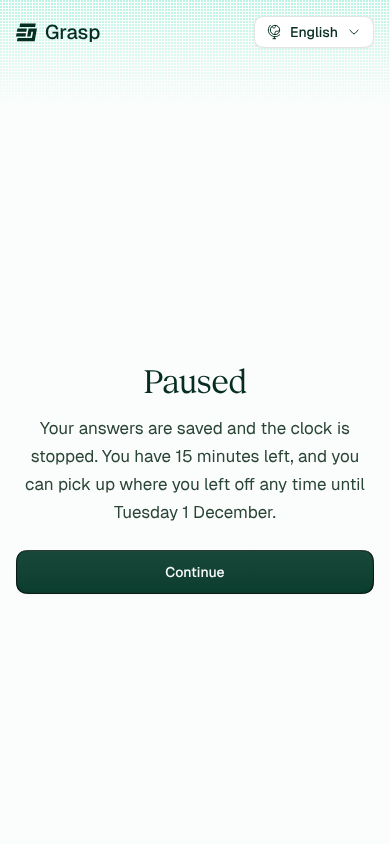 Grasp
English
Paused
Your answers are saved and the clock is
stopped. You have 15 minutes left, and you
can pick up where you left off any time until
Tuesday 1 December.
Continue